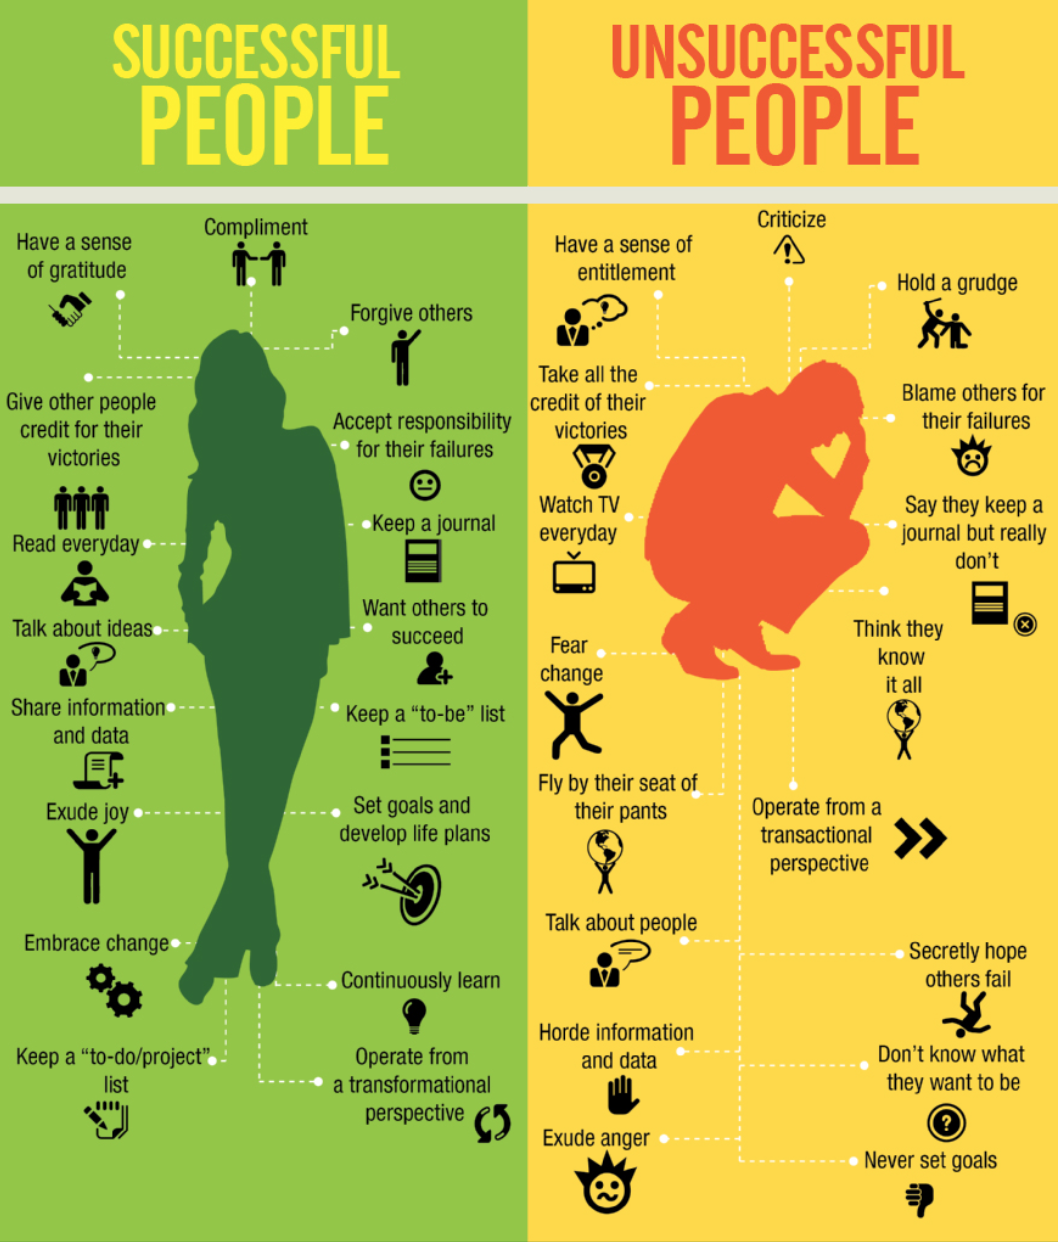 SUCCESSFUL
PEOPLE
Have a sense
of gratitude
Compliment
Forgive others
Give other people
credit for their
victories
Accept responsibility
for their failures
Read everyday
Keep a journal
Talk about ideas
Want others to
succeed
Share information
and data
Keep a “to-be” list
Exude joy
Set goals and
develop life plans
Embrace change
Continuously learn
Keep a “to-do/project”
list
Operate from
a transformational
perspective
UNSUCCESSFUL
PEOPLE
Have a sense of
entitlement
Criticize
Hold a grudge
Take all the
credit of their
victories
Blame others for
their failures
Watch TV
everyday
Say they keep a
journal but really
don’t
Fear
change
Think they
know
it all
Fly by their seat of
their pants
Operate from a
transactional
perspective
Talk about people
Secretly hope
others fail
Horde information
and data
Don’t know what
they want to be
?
Exude anger
Never set goals